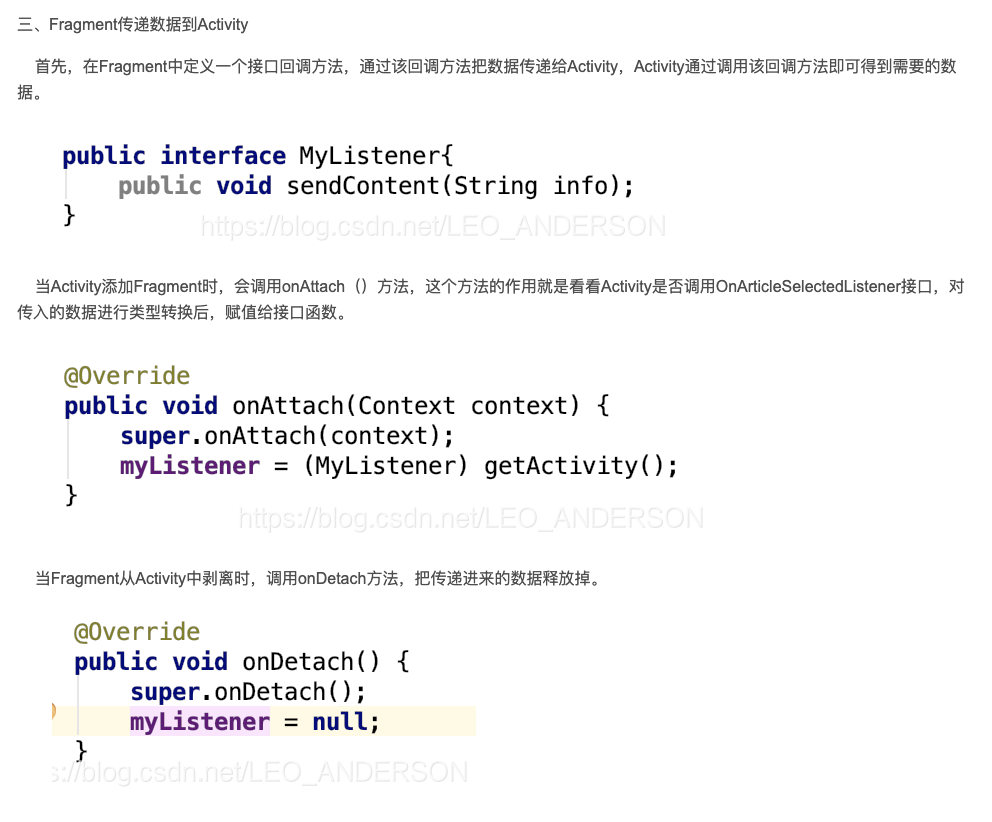 三、Fragment传递数据到Activity
首先，在Fragment中定义一个接口回调方法，通过该回调方法把数据传递给Activity，Activity通过调用该回调方法即可得到需要的数
据。
public interface MyListener{
public void sendContent(String info);
}
https://blog.csdn.net/LEO_ANDERSON
当Activity添加Fragment时，会调用onAttach（）方法，这个方法的作用就是看看Activity是否调用OnArticleSelectedListener接口，对
传入的数据进行类型转换后，赋值给接口函数。
@Override
public void onAttach(Context context) {
super.onAttach(context);
myListener = (MyListener) getActivity();
}
https://blog.csdn.net/LEO_ANDERSON
当Fragment从Activity中剥离时，调用onDetach方法，把传递进来的数据释放掉。
@Override
public void onDetach() {
super.onDetach();
myListener = null;
}
s://blog.csdn.net/LEO_ANDERSON